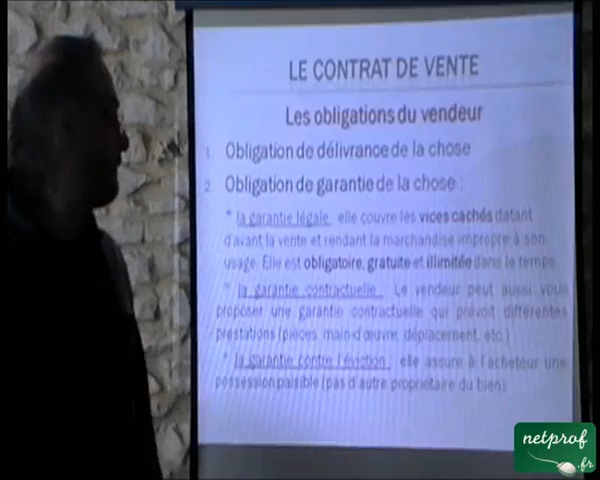 LE CONTRAT DE VENTE
Les obligations du vendeur
1. Obligation de délivrance de la chose
2. Obligation de garantie de la chose :
* la garantie légale, elle couvre les vices cachés datant
d'avant la vente et rendant la marchandise impropre à son
usage. Elle est obligatoire, gratuite et illimitée dans le temps.
* la garantie contractuelle. Le vendeur peut aussi vous
proposer une garantie contractuelle qui prévoit différentes
prestations (pièces, main-d'œuvre, déplacement, etc.)
* la garantie contre l'éviction, elle assure à l'acheteur une
possession paisible (pas d'autre propriétaire du bien)
netprof
.fr